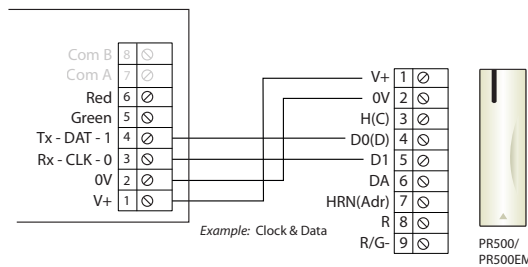 Com B 8
Com A 7
Red 6
Green 5
Tx - DAT - 1 4
Rx - CLK - 0 3
0V 2
V+ 1
V+ 1
0V 2
H(C) 3
D0(D) 4
D1 5
DA 6
HRN(Adr) 7
R 8
R/G- 9
Example: Clock & Data
PR500/
PR500EM